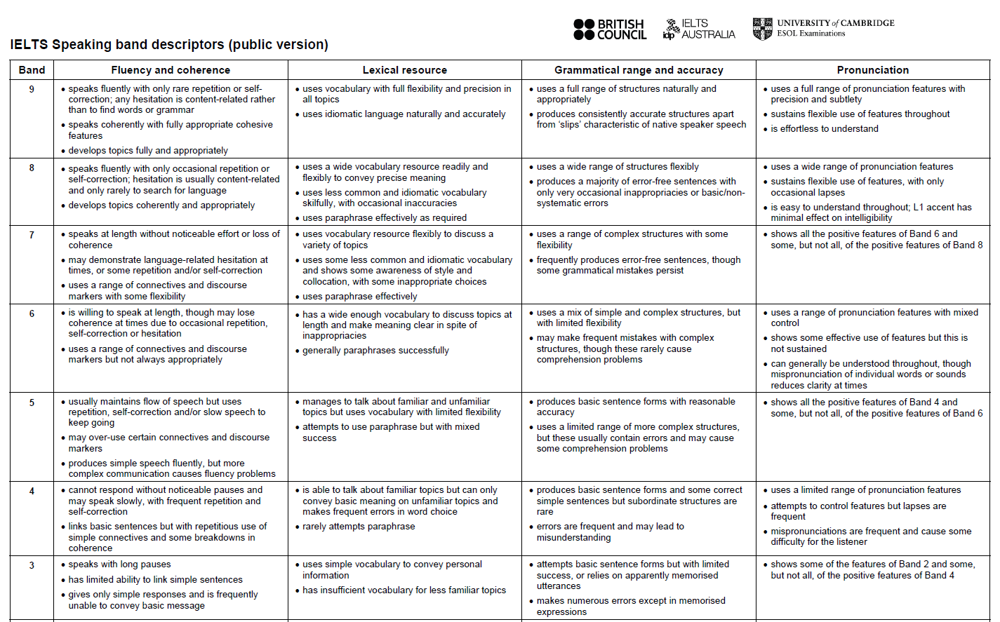 BRITISH
COUNCIL
idp
IELTS
AUSTRALIA
UNIVERSITY of CAMBRIDGE
ESOL Examinations
IELTS Speaking band descriptors (public version)
Band
Fluency and coherence
Lexical resource
Grammatical range and accuracy
Pronunciation
9
• speaks fluently with only rare repetition or self-
correction; any hesitation is content-related rather
than to find words or grammar
• speaks coherently with fully appropriate cohesive
features
• develops topics fully and appropriately
• uses vocabulary with full flexibility and precision in
all topics
• uses idiomatic language naturally and accurately
• uses a full range of structures naturally and
appropriately
• produces consistently accurate structures apart
from ‘slips’ characteristic of native speaker speech
• uses a full range of pronunciation features with
precision and subtlety
• sustains flexible use of features throughout
• is effortless to understand
8
• speaks fluently with only occasional repetition or
self-correction; hesitation is usually content-related
and only rarely to search for language
• develops topics coherently and appropriately
• uses a wide vocabulary resource readily and
flexibly to convey precise meaning
• uses less common and idiomatic vocabulary
skilfully, with occasional inaccuracies
• uses paraphrase effectively as required
• uses a wide range of structures flexibly
• produces a majority of error-free sentences with
only very occasional inappropriacies or basic/non-
systematic errors
• uses a wide range of pronunciation features
• sustains flexible use of features, with only
occasional lapses
• is easy to understand throughout; L1 accent has
minimal effect on intelligibility
7
• speaks at length without noticeable effort or loss of
coherence
• may demonstrate language-related hesitation at
times, or some repetition and/or self-correction
• uses a range of connectives and discourse
markers with some flexibility
• uses vocabulary resource flexibly to discuss a
variety of topics
• uses some less common and idiomatic vocabulary
and shows some awareness of style and
collocation, with some inappropriate choices
• uses paraphrase effectively
• uses a range of complex structures with some
flexibility
• frequently produces error-free sentences, though
some grammatical mistakes persist
• shows all the positive features of Band 6 and
some, but not all, of the positive features of Band 8
6
• is willing to speak at length, though may lose
coherence at times due to occasional repetition,
self-correction or hesitation
• uses a range of connectives and discourse
markers but not always appropriately
• has a wide enough vocabulary to discuss topics at
length and make meaning clear in spite of
inappropriacies
• generally paraphrases successfully
• uses a mix of simple and complex structures, but
with limited flexibility
• may make frequent mistakes with complex
structures, though these rarely cause
comprehension problems
• uses a range of pronunciation features with mixed
control
• shows some effective use of features but this is
not sustained
• can generally be understood throughout, though
mispronunciation of individual words or sounds
reduces clarity at times
5
• usually maintains flow of speech but uses
repetition, self-correction and/or slow speech to
keep going
• may over-use certain connectives and discourse
markers
• produces simple speech fluently, but more
complex communication causes fluency problems
• manages to talk about familiar and unfamiliar
topics but uses vocabulary with limited flexibility
• attempts to use paraphrase but with mixed
success
• produces basic sentence forms with reasonable
accuracy
• uses a limited range of more complex structures,
but these usually contain errors and may cause
some comprehension problems
• shows all the positive features of Band 4 and
some, but not all, of the positive features of Band 6
4
• cannot respond without noticeable pauses and
may speak slowly, with frequent repetition and
self-correction
• links basic sentences but with repetitious use of
simple connectives and some breakdowns in
coherence
• is able to talk about familiar topics but can only
convey basic meaning on unfamiliar topics and
makes frequent errors in word choice
• rarely attempts paraphrase
• produces basic sentence forms and some correct
simple sentences but subordinate structures are
rare
• errors are frequent and may lead to
misunderstanding
• uses a limited range of pronunciation features
• attempts to control features but lapses are
frequent
• mispronunciations are frequent and cause some
difficulty for the listener
3
• speaks with long pauses
• has limited ability to link simple sentences
• gives only simple responses and is frequently
unable to convey basic message
• uses simple vocabulary to convey personal
information
• has insufficient vocabulary for less familiar topics
• attempts basic sentence forms but with limited
success, or relies on apparently memorised
utterances
• makes numerous errors except in memorised
expressions
• shows some of the features of Band 2 and some,
but not all, of the positive features of Band 4